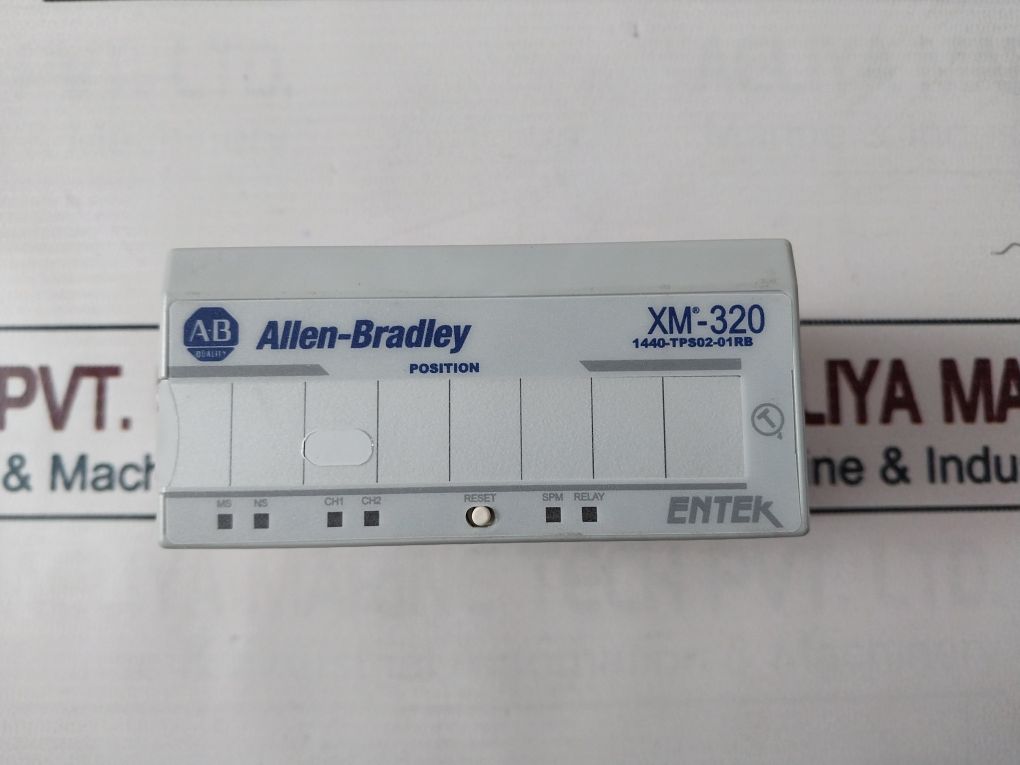 AB
QUALITY
Allen-Bradley
XM®-320
1440-TPS02-01RB
POSITION
PVT.
LIYA MA
& Mach
ine & Indu
T
4
MS NS CH1 CH2 RESET SPM RELAY
ENTEK